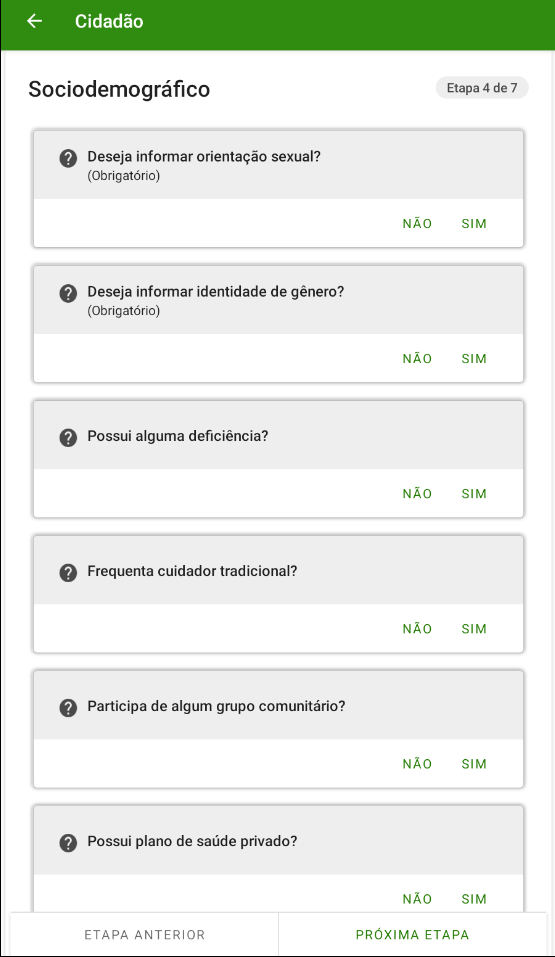 Cidadão
Sociodemográfico
Etapa 4 de 7
Deseja informar orientação sexual?
(Obrigatório)
NÃO SIM
Deseja informar identidade de gênero?
(Obrigatório)
NÃO SIM
Possui alguma deficiência?
NÃO SIM
Frequenta cuidador tradicional?
NÃO SIM
Participa de algum grupo comunitário?
NÃO SIM
Possui plano de saúde privado?
NÃO SIM
ETAPA ANTERIOR PRÓXIMA ETAPA